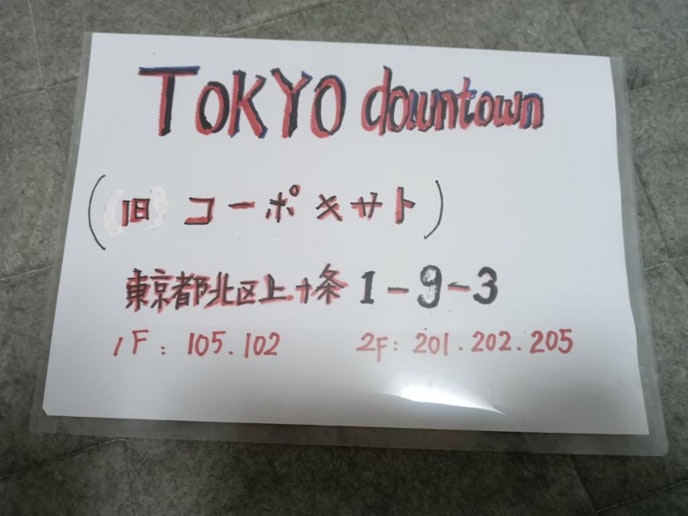 TOKYO downtown
(旧 コーポ キサト)
東京都北区上十条 1-9-3
1F: 105.102 2F: 201.202.205